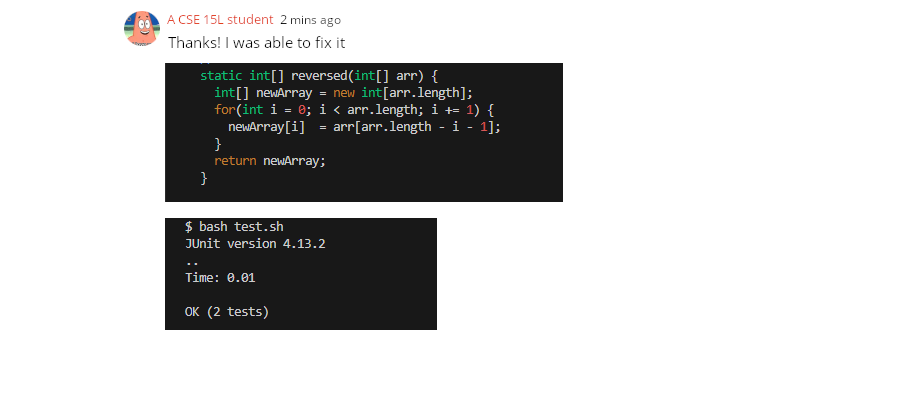 A CSE 15L student 2 mins ago
Thanks! I was able to fix it
static int[] reversed(int[] arr) {
int[] newArray = new int[arr.length];
for(int i = 0; i < arr.length; i += 1) {
newArray[i]  = arr[arr.length - i - 1];
}
return newArray;
}
$ bash test.sh
JUnit version 4.13.2
..
Time: 0.01
OK (2 tests)